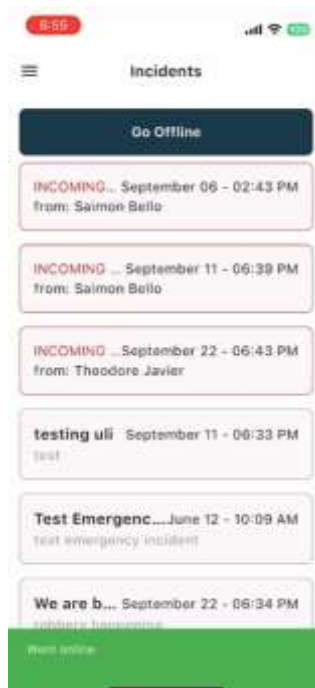 6:55
Incidents
Go Offline
INCOMING... September 06 - 02:43 PM
from: Saimon Bello
INCOMING ... September 11 - 06:39 PM
from: Saimon Bello
INCOMING ...September 22 - 06:43 PM
from: Theodore Javier
testing uli September 11 - 06:33 PM
test
Test Emergenc...June 12 - 10:09 AM
test emergency incident
We are b... September 22 - 06:34 PM
robbery happening
Went online